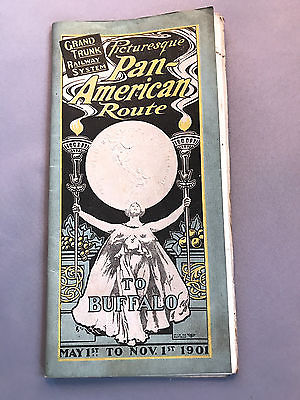 GRAND
TRUNK
RAILWAY
SYSTEM
Picturesque
Pan-
American
Route
TO
BUFFALO
MAY 1ST TO NOV. 1ST 1901